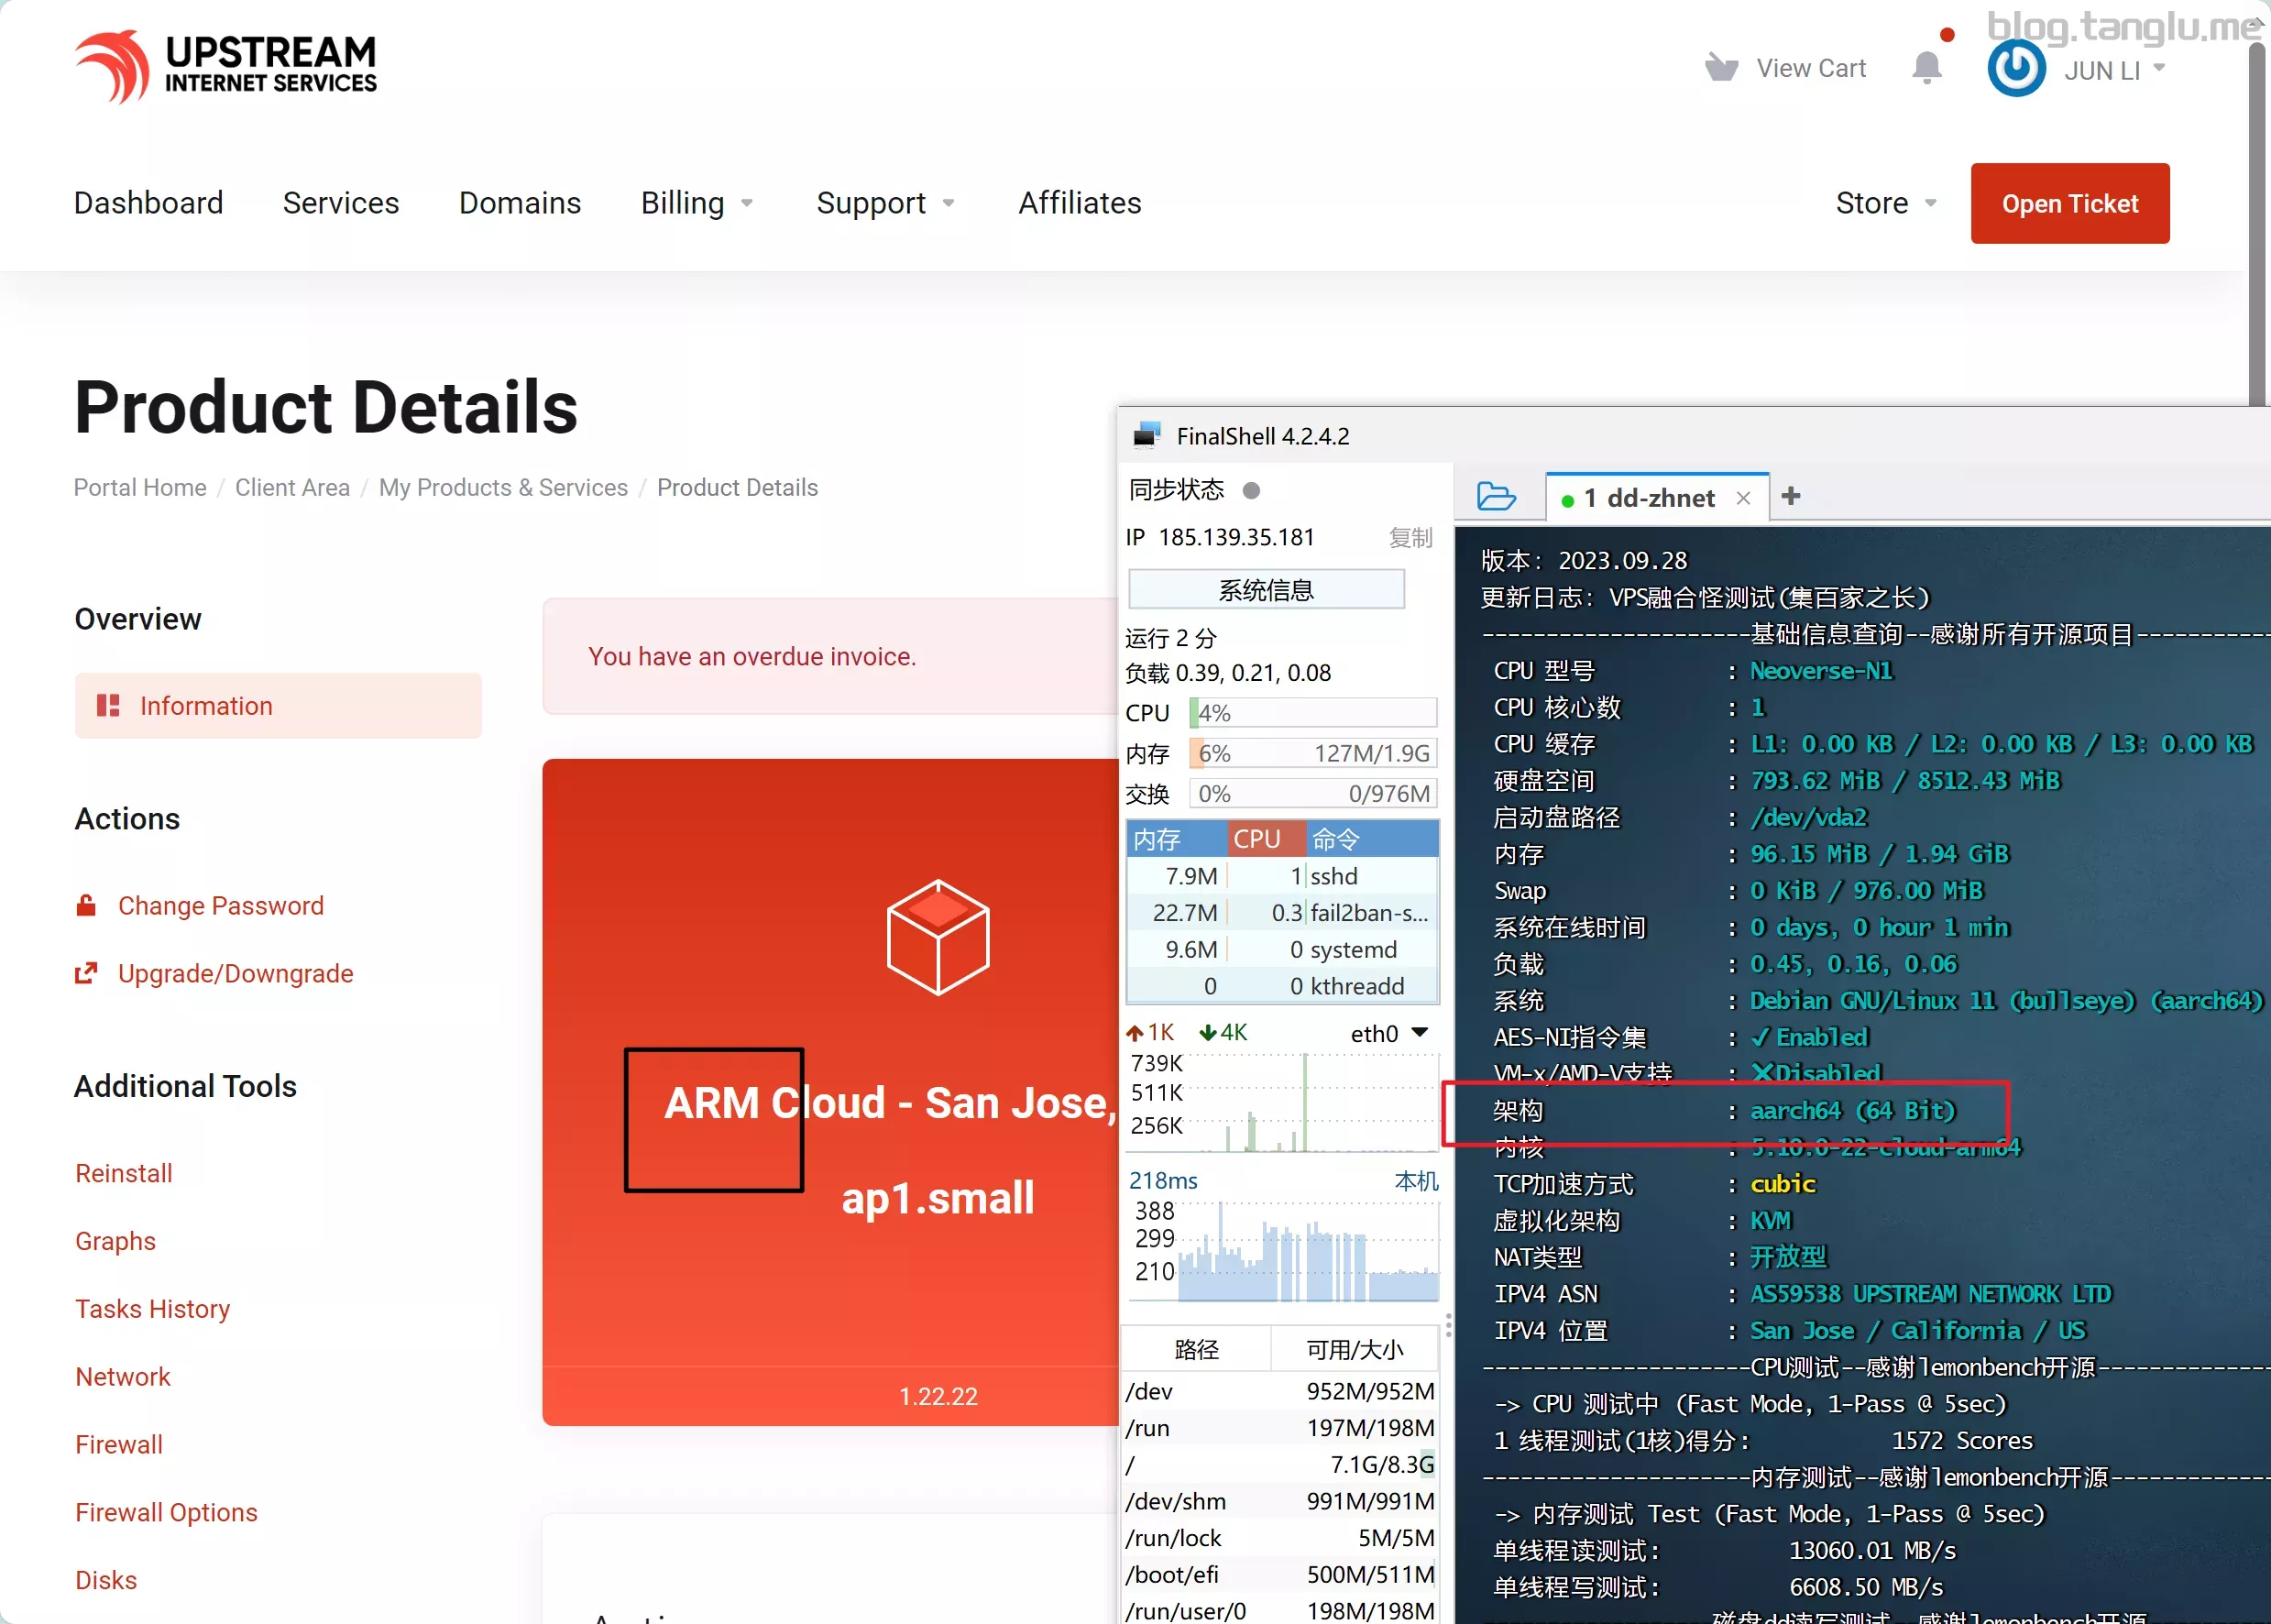 blog.tanglu.me
UPSTREAM
INTERNET SERVICES
View Cart
JUN LI
Dashboard
Services
Domains
Billing
Support
Affiliates
Store
Open Ticket
Product Details
Portal Home / Client Area / My Products & Services / Product Details
Overview
Information
Actions
Change Password
Upgrade/Downgrade
Additional Tools
Reinstall
Graphs
Tasks History
Network
Firewall
Firewall Options
Disks
You have an overdue invoice.
ARM Cloud - San Jose,
ap1.small
1.22.22
FinalShell 4.2.4.2
同步状态
IP 185.139.35.181 复制
系统信息
运行 2 分
负载 0.39, 0.21, 0.08
CPU 4%
内存 6% 127M/1.9G
交换 0% 0/976M
内存 CPU 命令
7.9M 1 sshd
22.7M 0.3 fail2ban-s...
9.6M 0 systemd
0 0 kthreadd
1K 4K eth0
739K
511K
256K
218ms 本机
388
299
210
路径 可用/大小
/dev 952M/952M
/run 197M/198M
/ 7.1G/8.3G
/dev/shm 991M/991M
/run/lock 5M/5M
/boot/efi 500M/511M
/run/user/0 198M/198M
1 dd-zhnet × +
版本: 2023.09.28
更新日志: VPS融合怪测试(集百家之长)
---------------------基础信息查询--感谢所有开源项目-----------
CPU 型号 : Neoverse-N1
CPU 核心数 : 1
CPU 缓存 : L1: 0.00 KB / L2: 0.00 KB / L3: 0.00 KB
硬盘空间 : 793.62 MiB / 8512.43 MiB
启动盘路径 : /dev/vda2
内存 : 96.15 MiB / 1.94 GiB
Swap : 0 KiB / 976.00 MiB
系统在线时间 : 0 days, 0 hour 1 min
负载 : 0.45, 0.16, 0.06
系统 : Debian GNU/Linux 11 (bullseye) (aarch64)
AES-NI指令集 : ✓ Enabled
VM-x/AMD-V支持 : ❌Disabled
架构 : aarch64 (64 Bit)
内核 : 5.10.0-22-cloud-arm64
TCP加速方式 : cubic
虚拟化架构 : KVM
NAT类型 : 开放型
IPV4 ASN : AS59538 UPSTREAM NETWORK LTD
IPV4 位置 : San Jose / California / US
---------------------CPU测试--感谢lemonbench开源--------------
-> CPU 测试中 (Fast Mode, 1-Pass @ 5sec)
1 线程测试(1核)得分: 1572 Scores
---------------------内存测试--感谢lemonbench开源-------------
-> 内存测试 Test (Fast Mode, 1-Pass @ 5sec)
单线程读测试: 13060.01 MB/s
单线程写测试: 6608.50 MB/s
------------------磁盘dd读写测试--感谢lemonbench开源----------